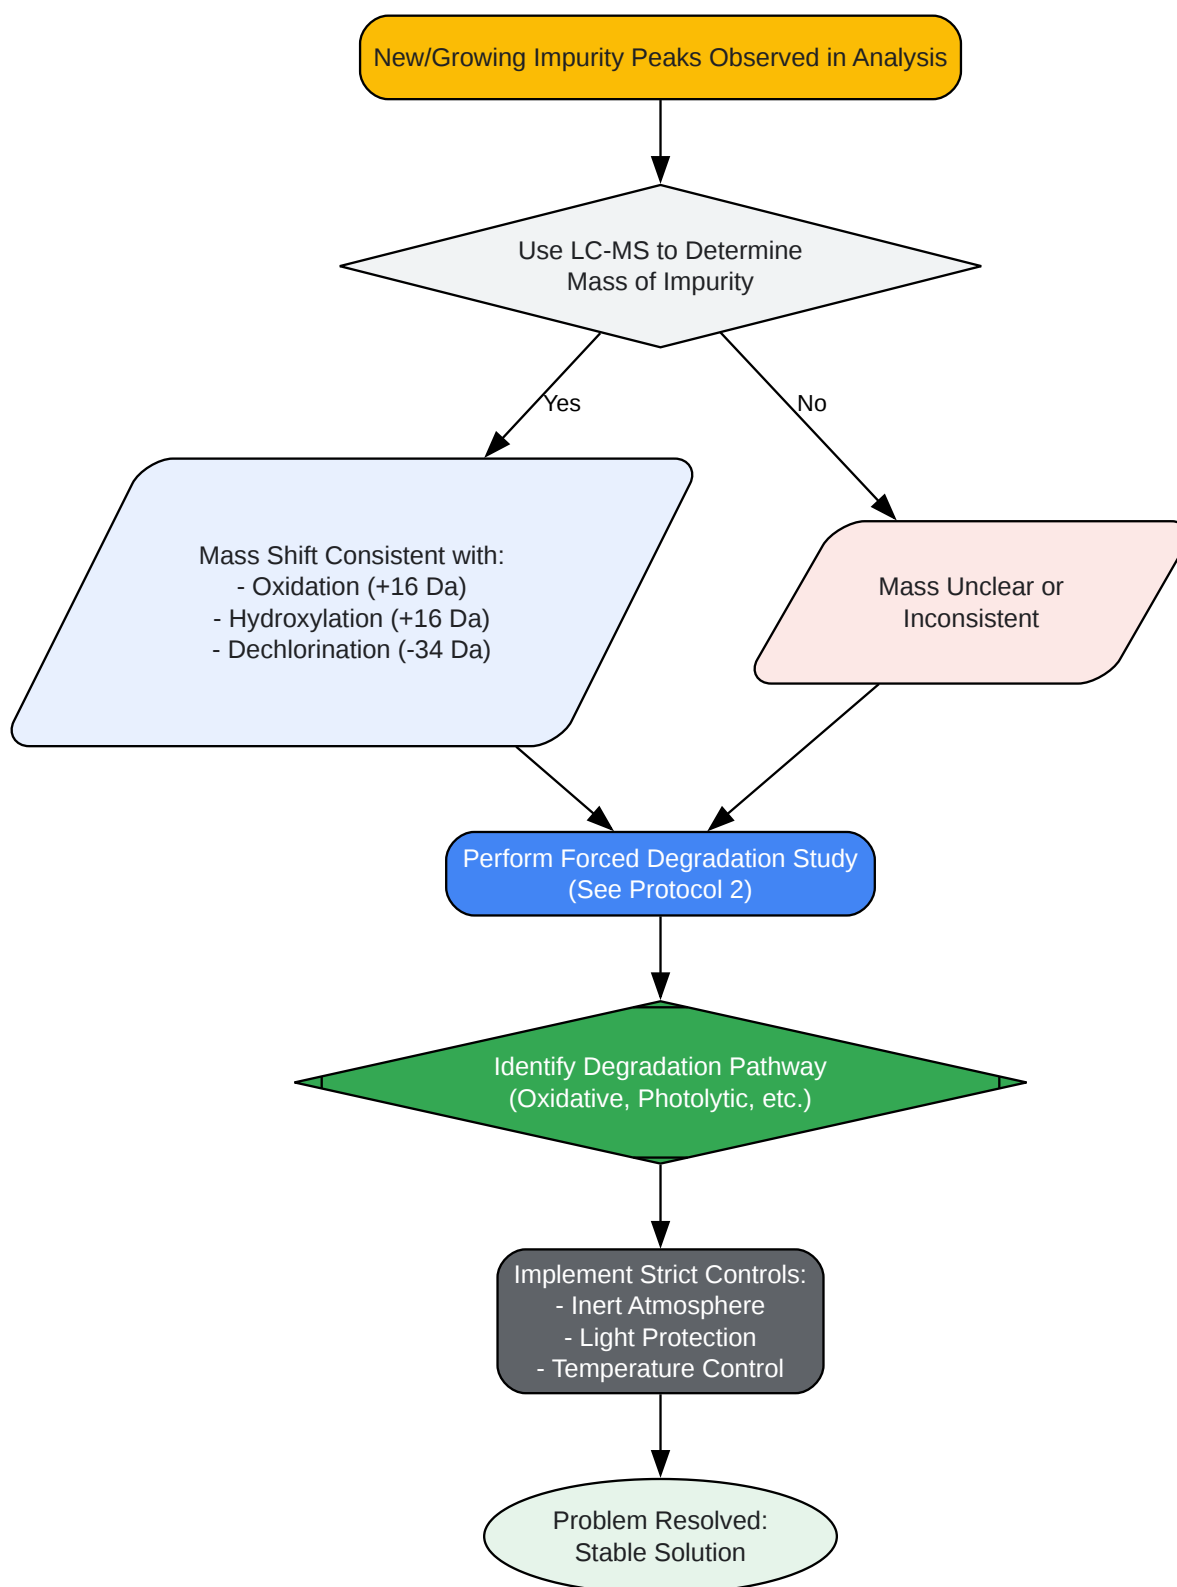 New/Growing Impurity Peaks Observed in Analysis
Use LC-MS to Determine
Mass of Impurity
Yes
No
Mass Shift Consistent with:
- Oxidation (+16 Da)
- Hydroxylation (+16 Da)
- Dechlorination (-34 Da)
Mass Unclear or
Inconsistent
Perform Forced Degradation Study
(See Protocol 2)
Identify Degradation Pathway
(Oxidative, Photolytic, etc.)
Implement Strict Controls:
- Inert Atmosphere
- Light Protection
- Temperature Control
Problem Resolved:
Stable Solution